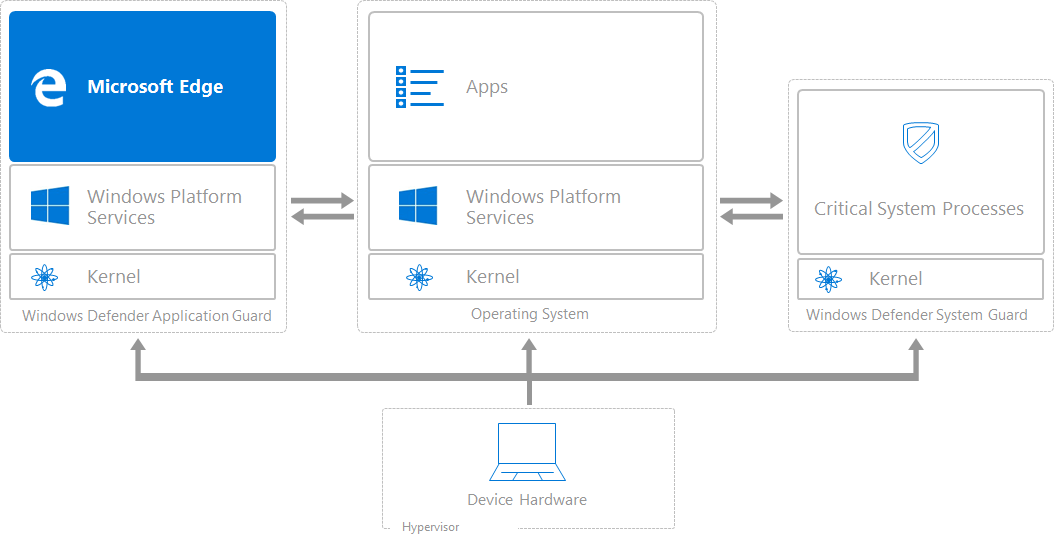 Microsoft Edge
Windows Platform
Services
Kernel
Windows Defender Application Guard
Apps
Windows Platform
Services
Kernel
Operating System
Critical System Processes
Kernel
Windows Defender System Guard
Device Hardware
Hypervisor